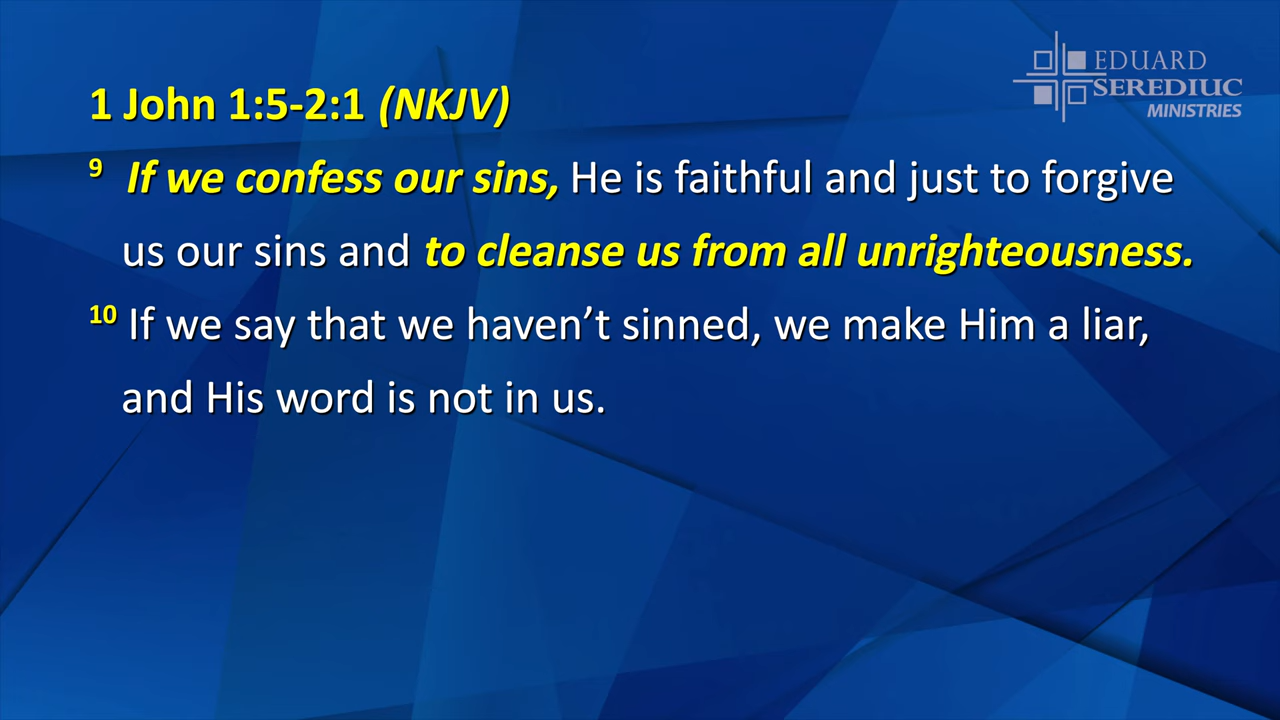 EDUARD
SEREDIUC
MINISTRIES
1 John 1:5-2:1 (NKJV)
9 If we confess our sins, He is faithful and just to forgive
us our sins and to cleanse us from all unrighteousness.
10 If we say that we haven’t sinned, we make Him a liar,
and His word is not in us.